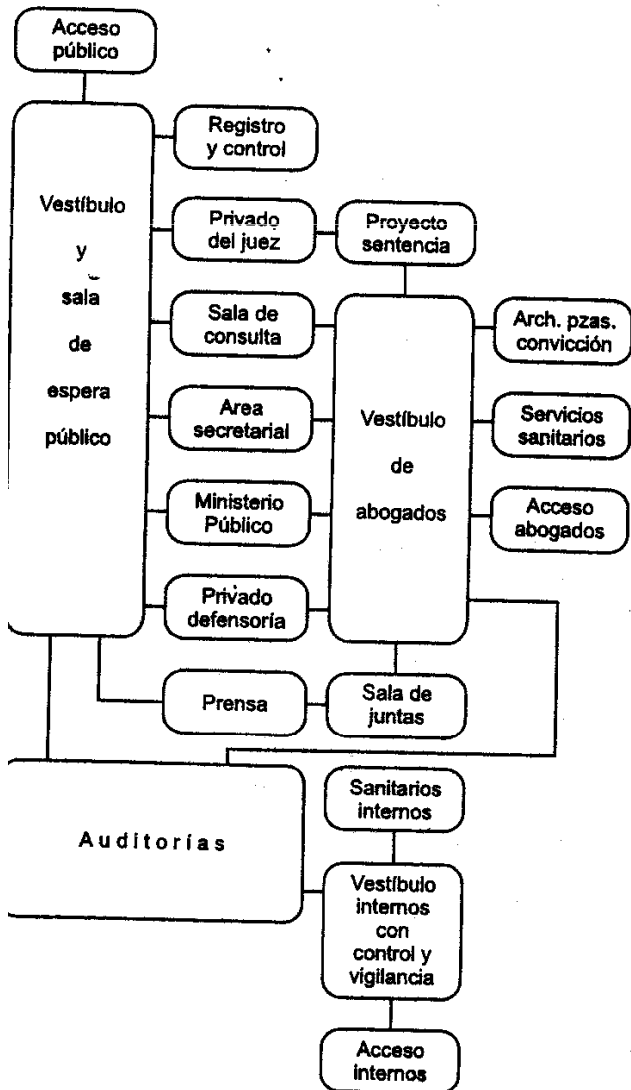 Acceso
público
Registro
y control
Vestíbulo
y
sala
de
espera
público
Privado
del juez
Proyecto
sentencia
Sala de
consulta
Arch. pzas.
convicción
Area
secretarial
Vestíbulo
de
abogados
Servicios
sanitarios
Ministerio
Público
Acceso
abogados
Privado
defensoría
Prensa
Sala de
juntas
Auditorías
Sanitarios
internos
Vestíbulo
internos
con
control y
vigilancia
Acceso
internos